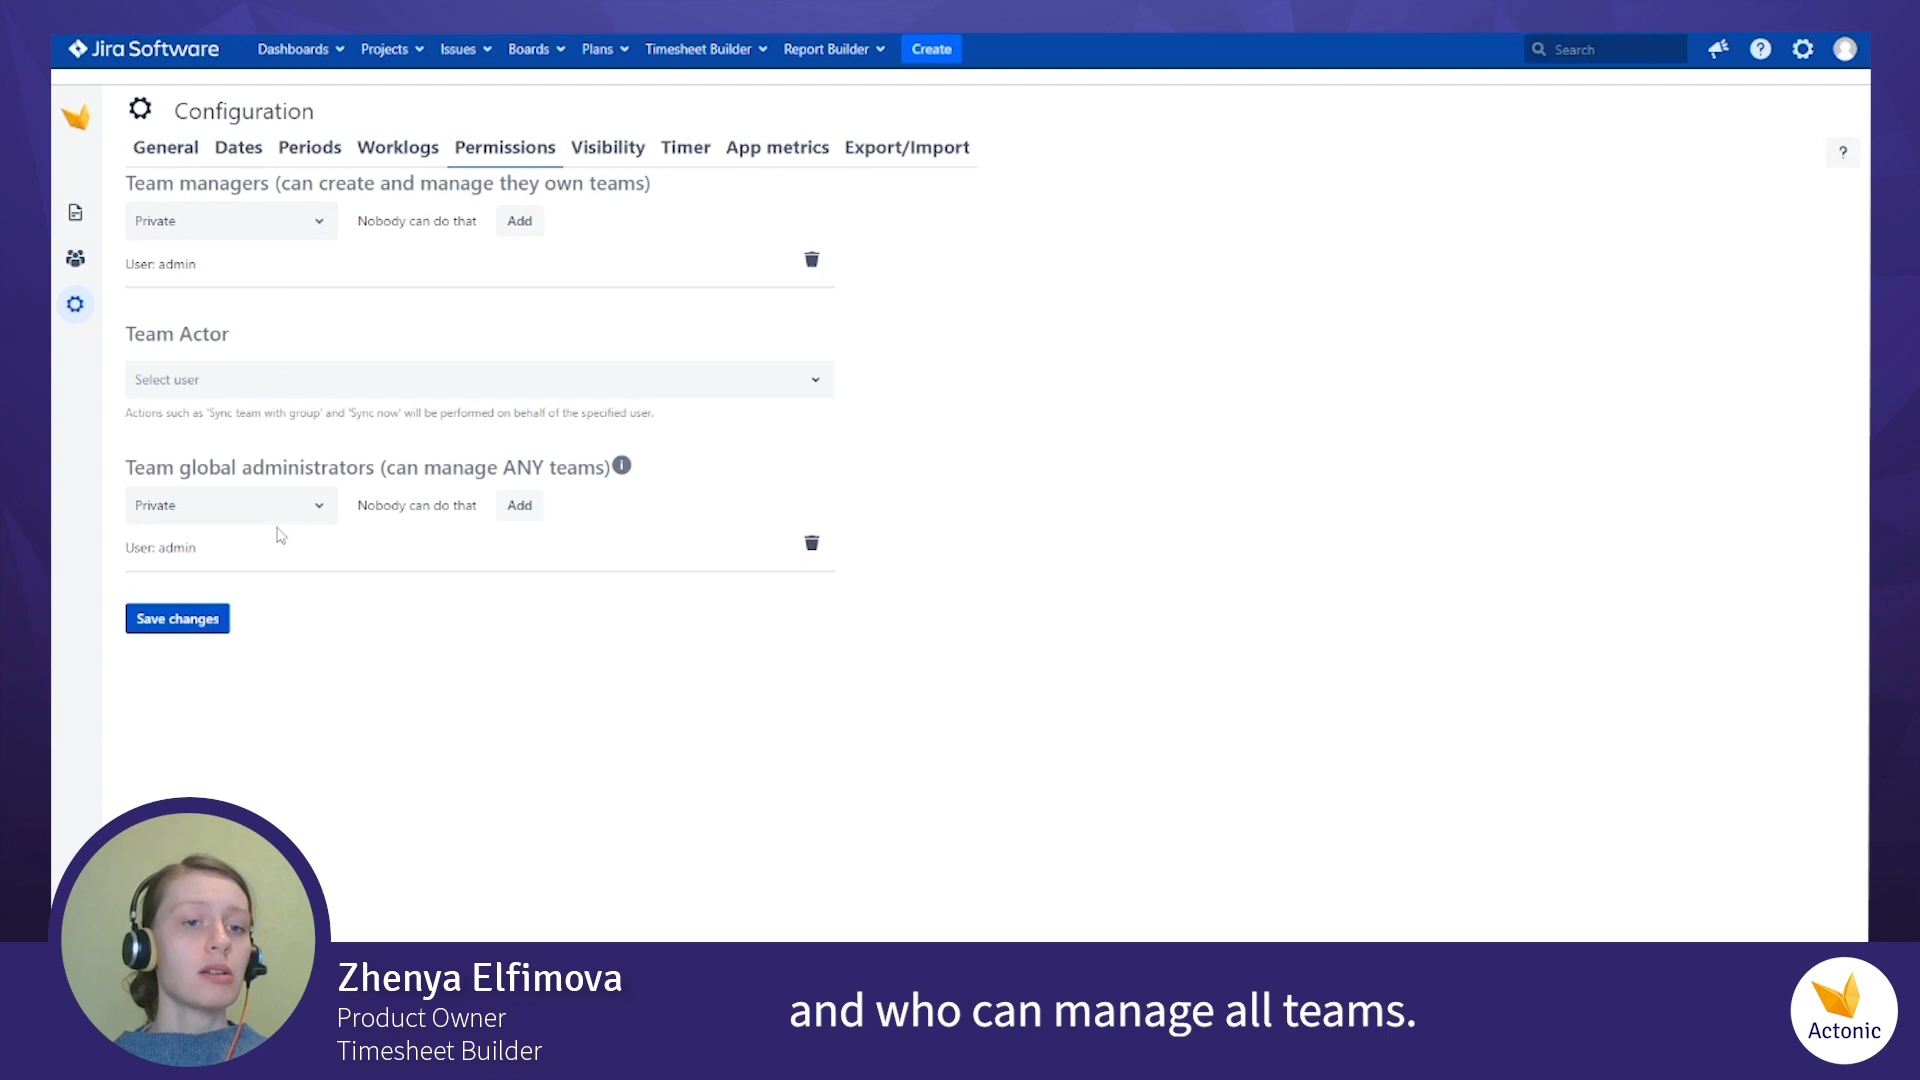 Jira Software
Dashboards Projects Issues Boards Plans Timesheet Builder Report Builder Create Search ?
Configuration
General Dates Periods Worklogs Permissions Visibility Timer App metrics Export/Import
?
Team managers (can create and manage they own teams)
Private Nobody can do that Add
User: admin
Team Actor
Select user
Actions such as 'Sync team with group' and 'Sync now' will be performed on behalf of the specified user.
Team global administrators (can manage ANY teams) i
Private Nobody can do that Add
User: admin
Save changes
Zhenya Elfimova
Product Owner
Timesheet Builder
and who can manage all teams.
Actonic